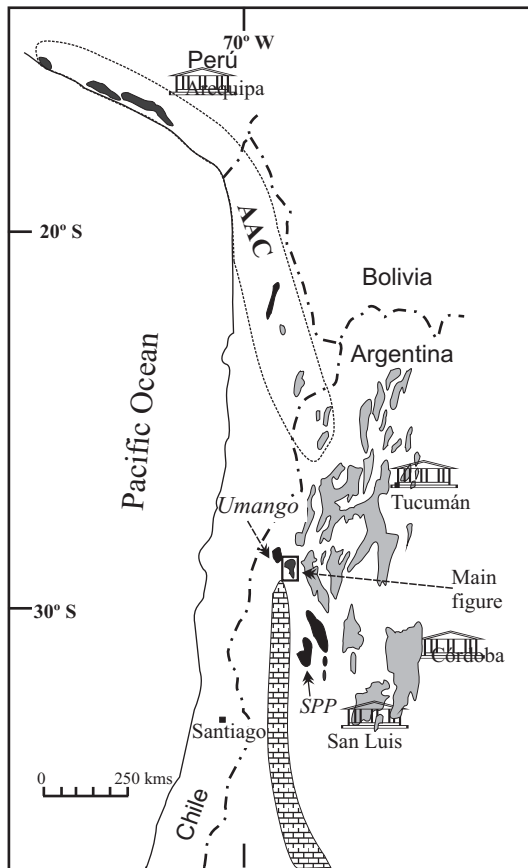 70º W
Perú
Arequipa
20º S
AAC
Bolivia
Argentina
Pacific Ocean
Tucumán
Umango
Main
figure
30º S
Córdoba
SPP
Santiago
San Luis
0 250 kms
Chile